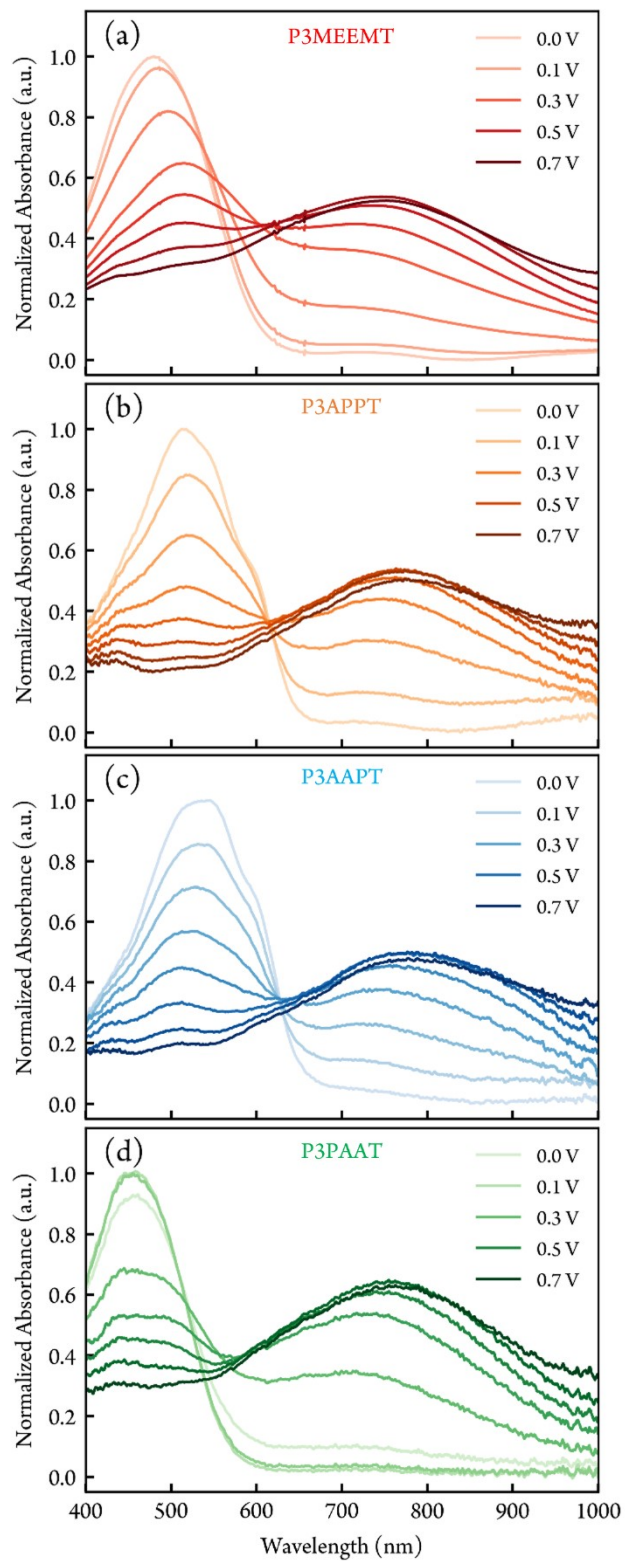 (a)
P3MEEMT
0.0 V
0.1 V
0.3 V
0.5 V
0.7 V
Normalized Absorbance (a.u.)
1.0
0.8
0.6
0.4
0.2
0.0
(b)
P3APPT
0.0 V
0.1 V
0.3 V
0.5 V
0.7 V
Normalized Absorbance (a.u.)
1.0
0.8
0.6
0.4
0.2
0.0
(c)
P3AAPT
0.0 V
0.1 V
0.3 V
0.5 V
0.7 V
Normalized Absorbance (a.u.)
1.0
0.8
0.6
0.4
0.2
0.0
(d)
P3PAAT
0.0 V
0.1 V
0.3 V
0.5 V
0.7 V
Normalized Absorbance (a.u.)
1.0
0.8
0.6
0.4
0.2
0.0
400 500 600 700 800 900 1000
Wavelength (nm)